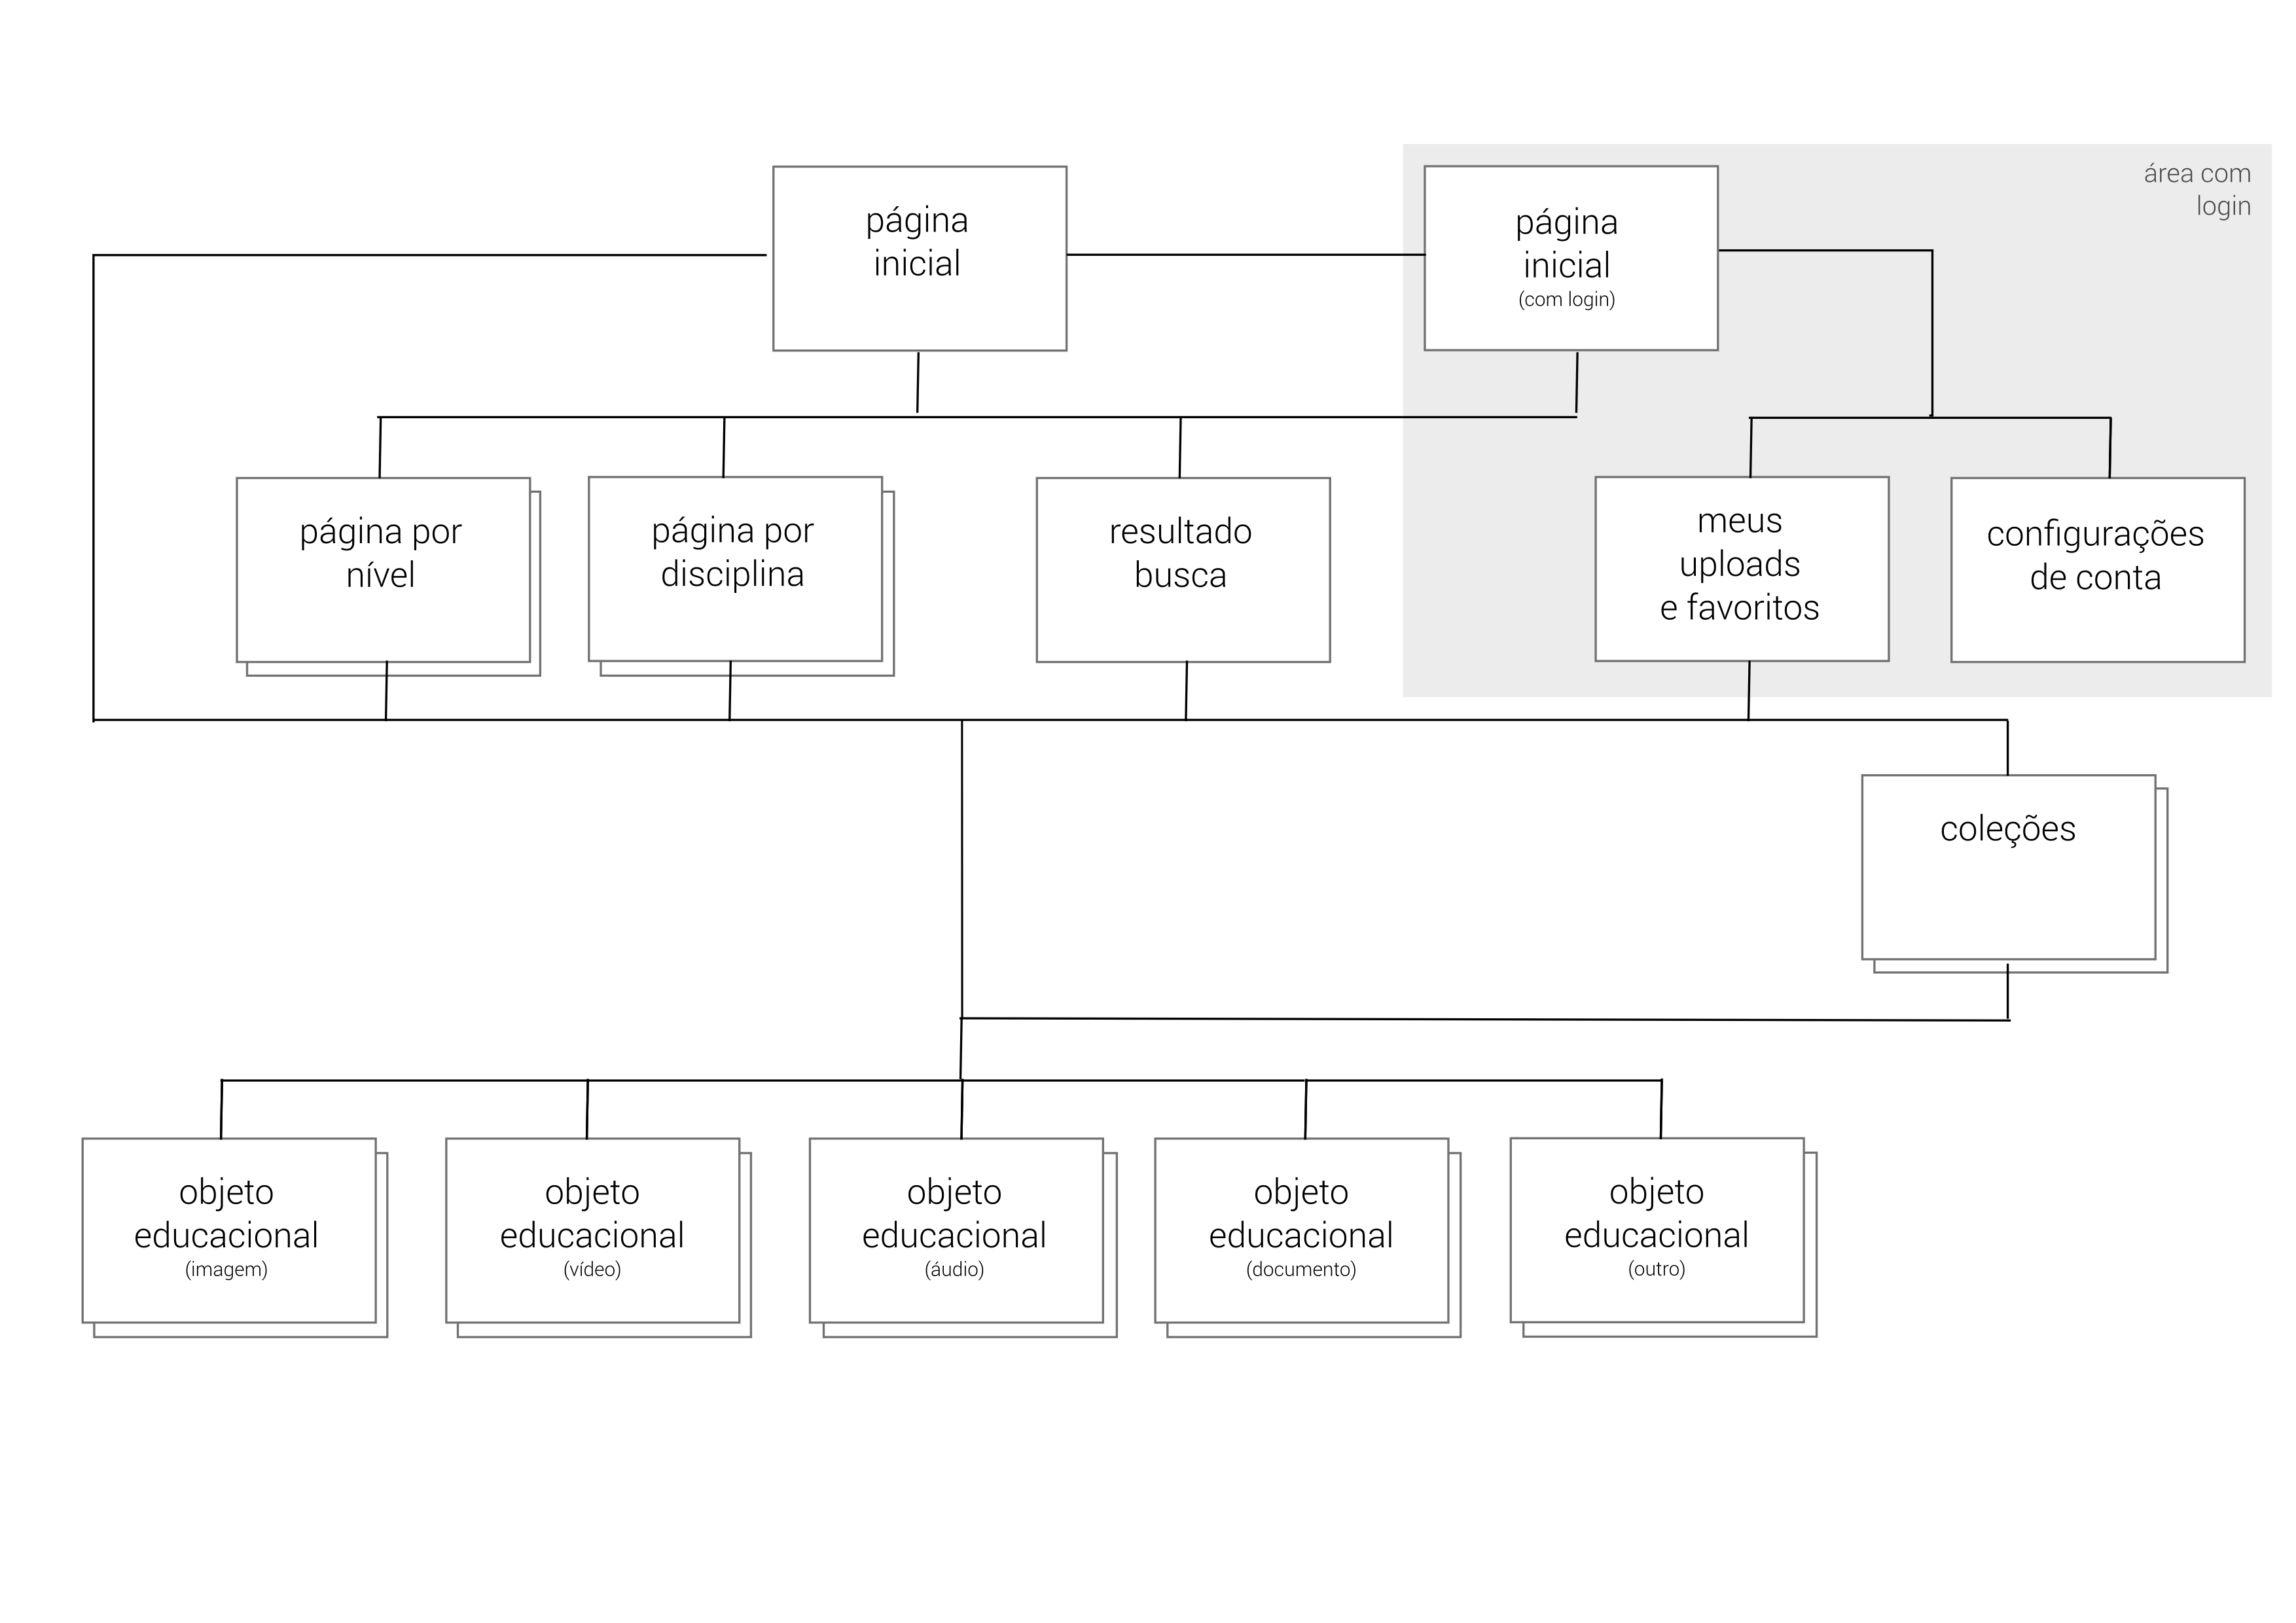 página
inicial
página
inicial
(com login)
área com
login
página por
nível
página por
disciplina
resultado
busca
meus
uploads
e favoritos
configurações
de conta
coleções
objeto
educacional
(imagem)
objeto
educacional
(vídeo)
objeto
educacional
(áudio)
objeto
educacional
(documento)
objeto
educacional
(outro)